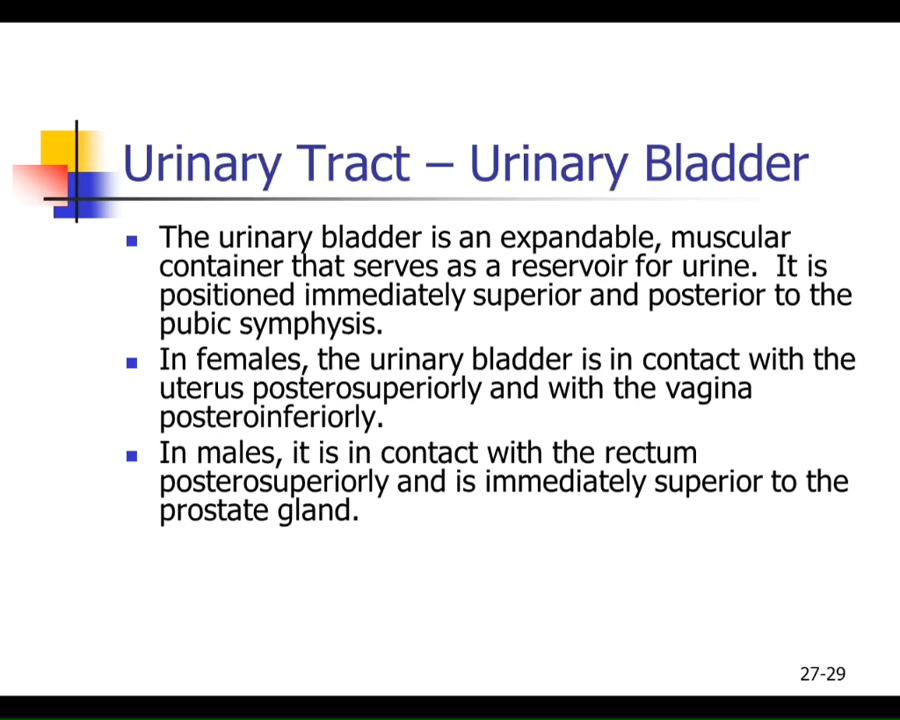 Urinary Tract – Urinary Bladder
The urinary bladder is an expandable, muscular
container that serves as a reservoir for urine.  It is
positioned immediately superior and posterior to the
pubic symphysis.
In females, the urinary bladder is in contact with the
uterus posterosuperiorly and with the vagina
posteroinferiorly.
In males, it is in contact with the rectum
posterosuperiorly and is immediately superior to the
prostate gland.
27-29